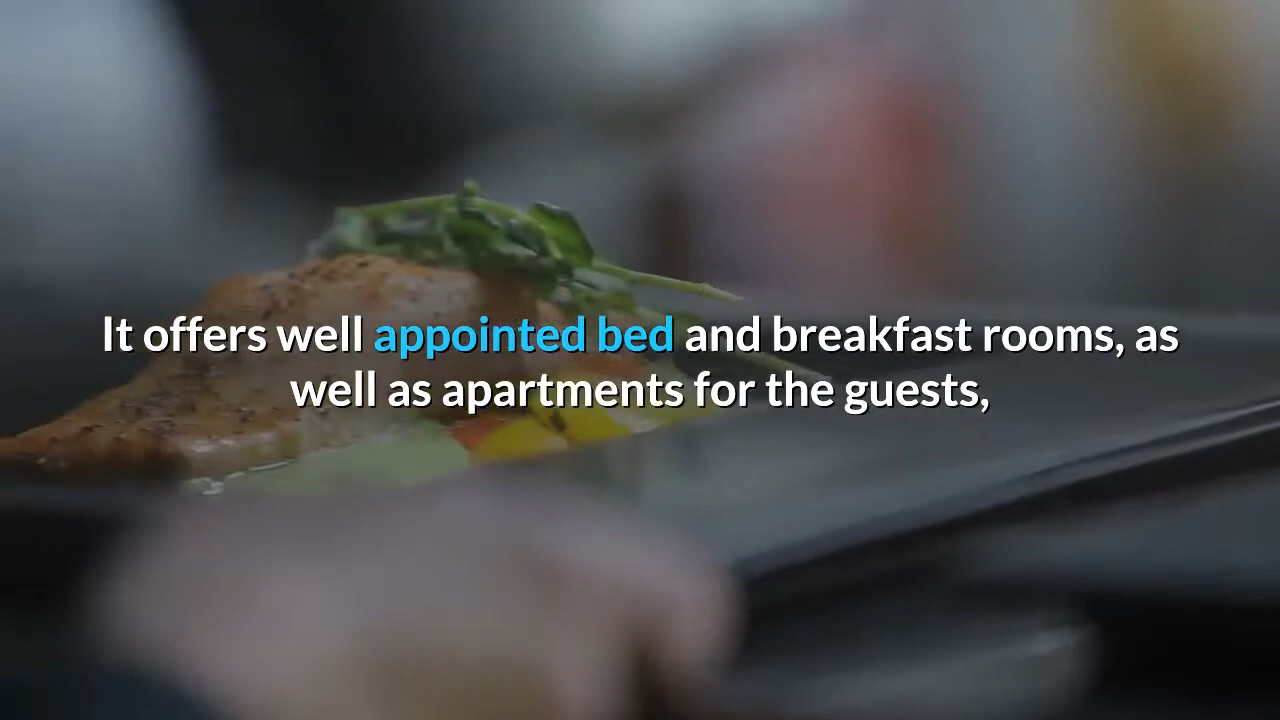 It offers well appointed bed and breakfast rooms, as
well as apartments for the guests,